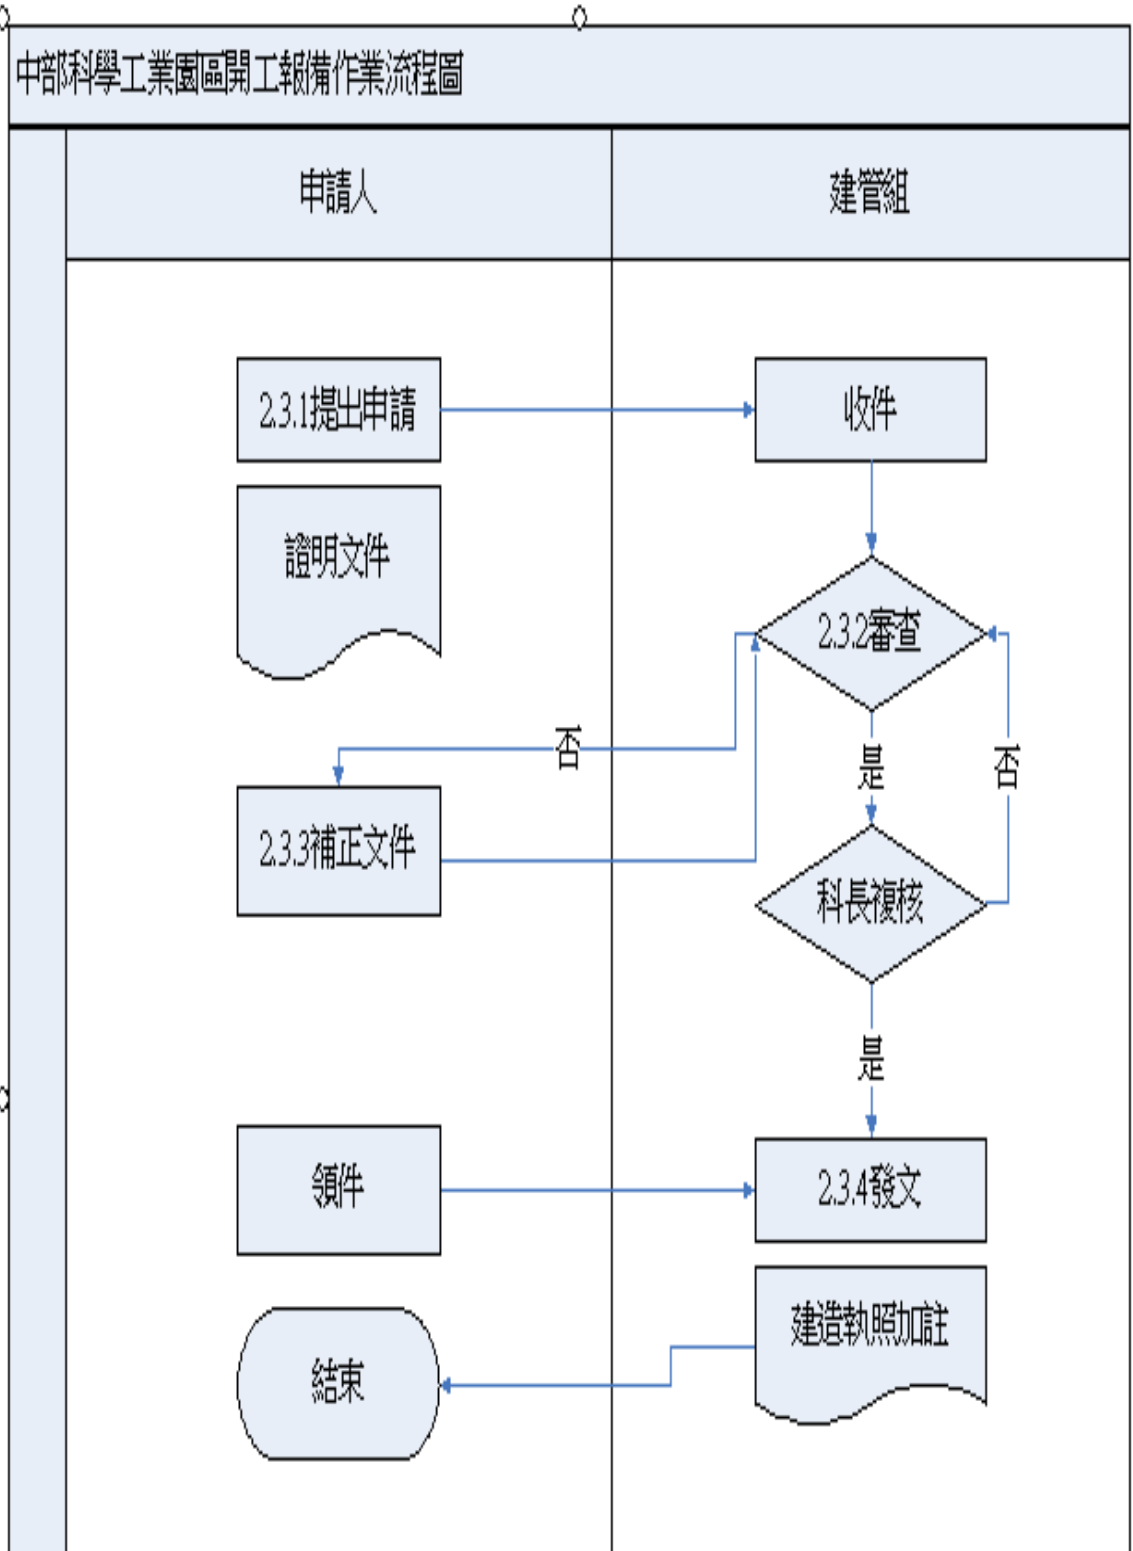 中部科學工業園區開工報備作業流程圖
申請人
建管組
2.3.1提出申請
收件
證明文件
2.3.2審查
否
是
否
2.3.3補正文件
科長複核
是
領件
2.3.4發文
建造執照加註
結束